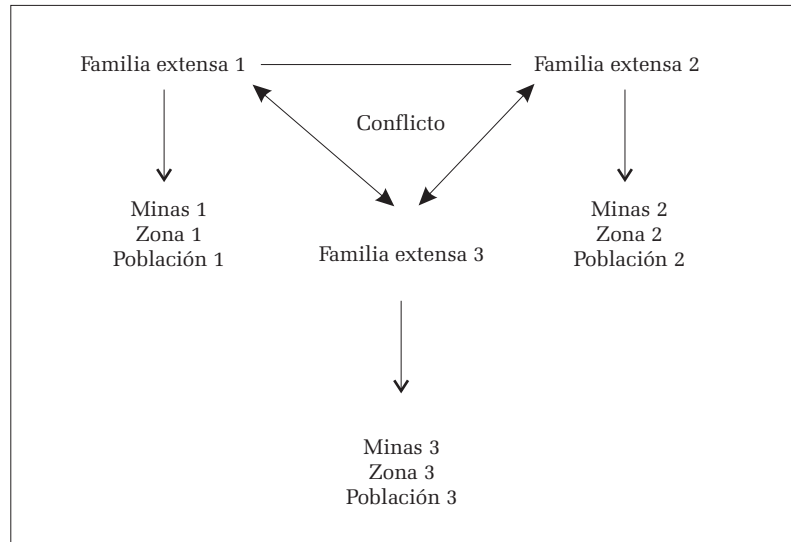 Familia extensa 1
Familia extensa 2
Conflicto
Minas 1
Zona 1
Población 1
Familia extensa 3
Minas 2
Zona 2
Población 2
Minas 3
Zona 3
Población 3